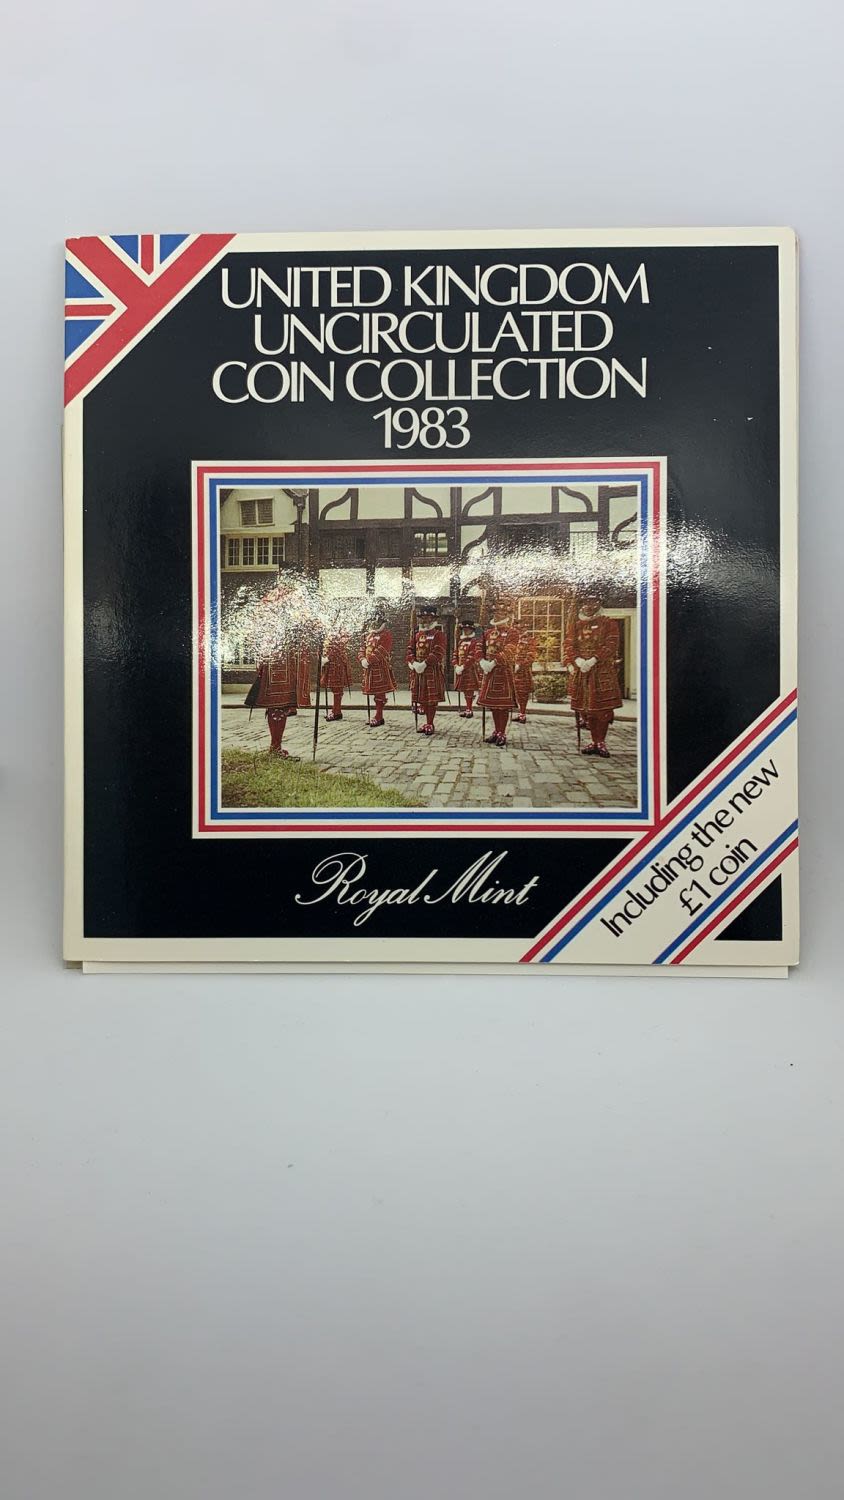 UNITED KINGDOM
UNCIRCULATED
COIN COLLECTION
1983
Royal Mint
Including the new
£1 coin